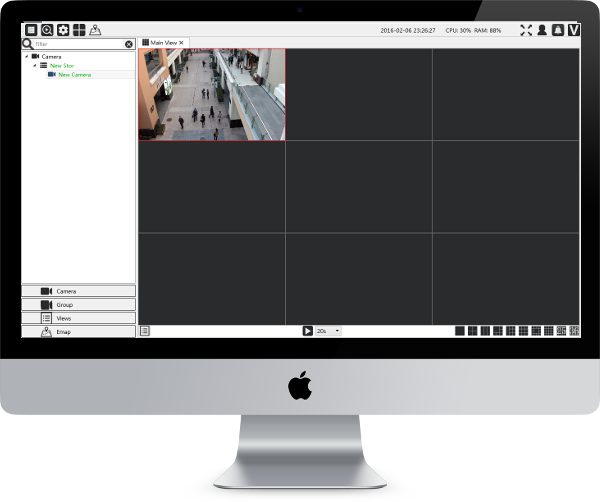 2016-02-06 23:26:27 CPU: 30% RAM: 88%
filter
Main View
Camera
New Stor
New Camera
Camera
Group
Views
Emap
20s